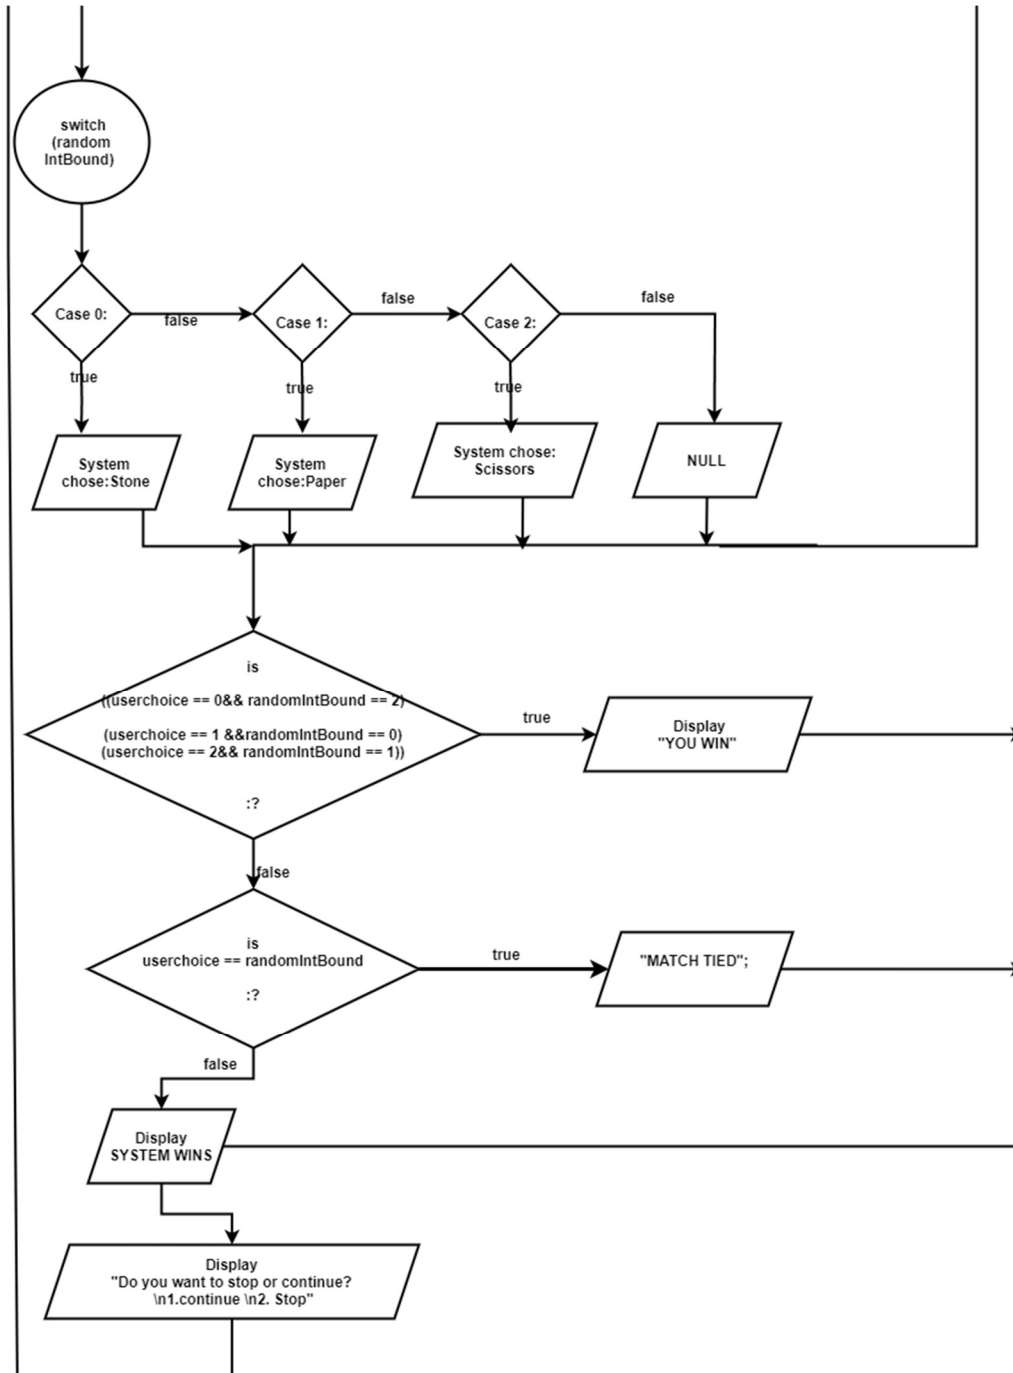 switch
(random
IntBound)
Case 0:
false
Case 1:
false
Case 2:
false
true
true
true
System
chose:Stone
System
chose:Paper
System chose:
Scissors
NULL
is
((userchoice == 0&& randomIntBound == 2)
(userchoice == 1 &&randomIntBound == 0)
(userchoice == 2&& randomIntBound == 1))
:?
true
Display
"YOU WIN"
false
is
userchoice == randomIntBound
:?
true
"MATCH TIED";
false
Display
SYSTEM WINS
Display
"Do you want to stop or continue?
\n1.continue \n2. Stop"